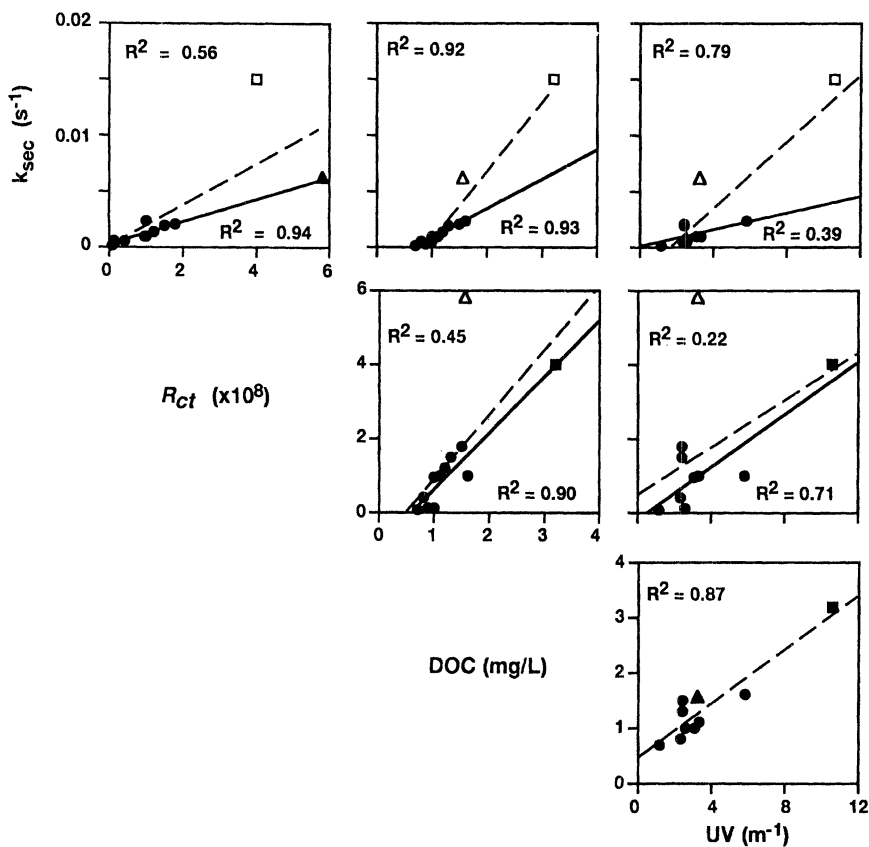 0.02
0.01
0
k_sec (s⁻¹)
R² = 0.56
R² = 0.94
0 2 4 6
R² = 0.92
R² = 0.93
R² = 0.79
R² = 0.39
R_ct (x10⁸)
6
4
2
0
R² = 0.45
R² = 0.90
0 1 2 3 4
R² = 0.22
R² = 0.71
DOC (mg/L)
4
3
2
1
0
R² = 0.87
0 4 8 12
UV (m⁻¹)